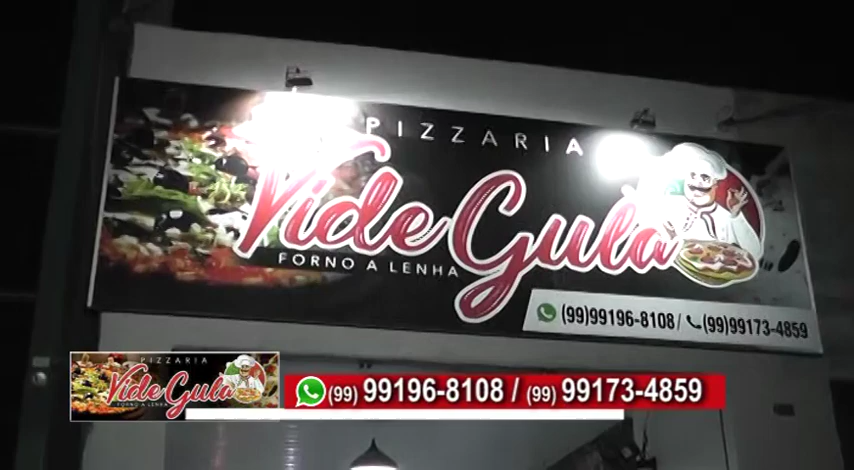 PIZZARIA
Vide Gula
FORNO A LENHA
(99)99196-8108 / (99)99173-4859
PIZZARIA
Vide Gula
FORNO A LENHA
(99) 99196-8108 / (99) 99173-4859